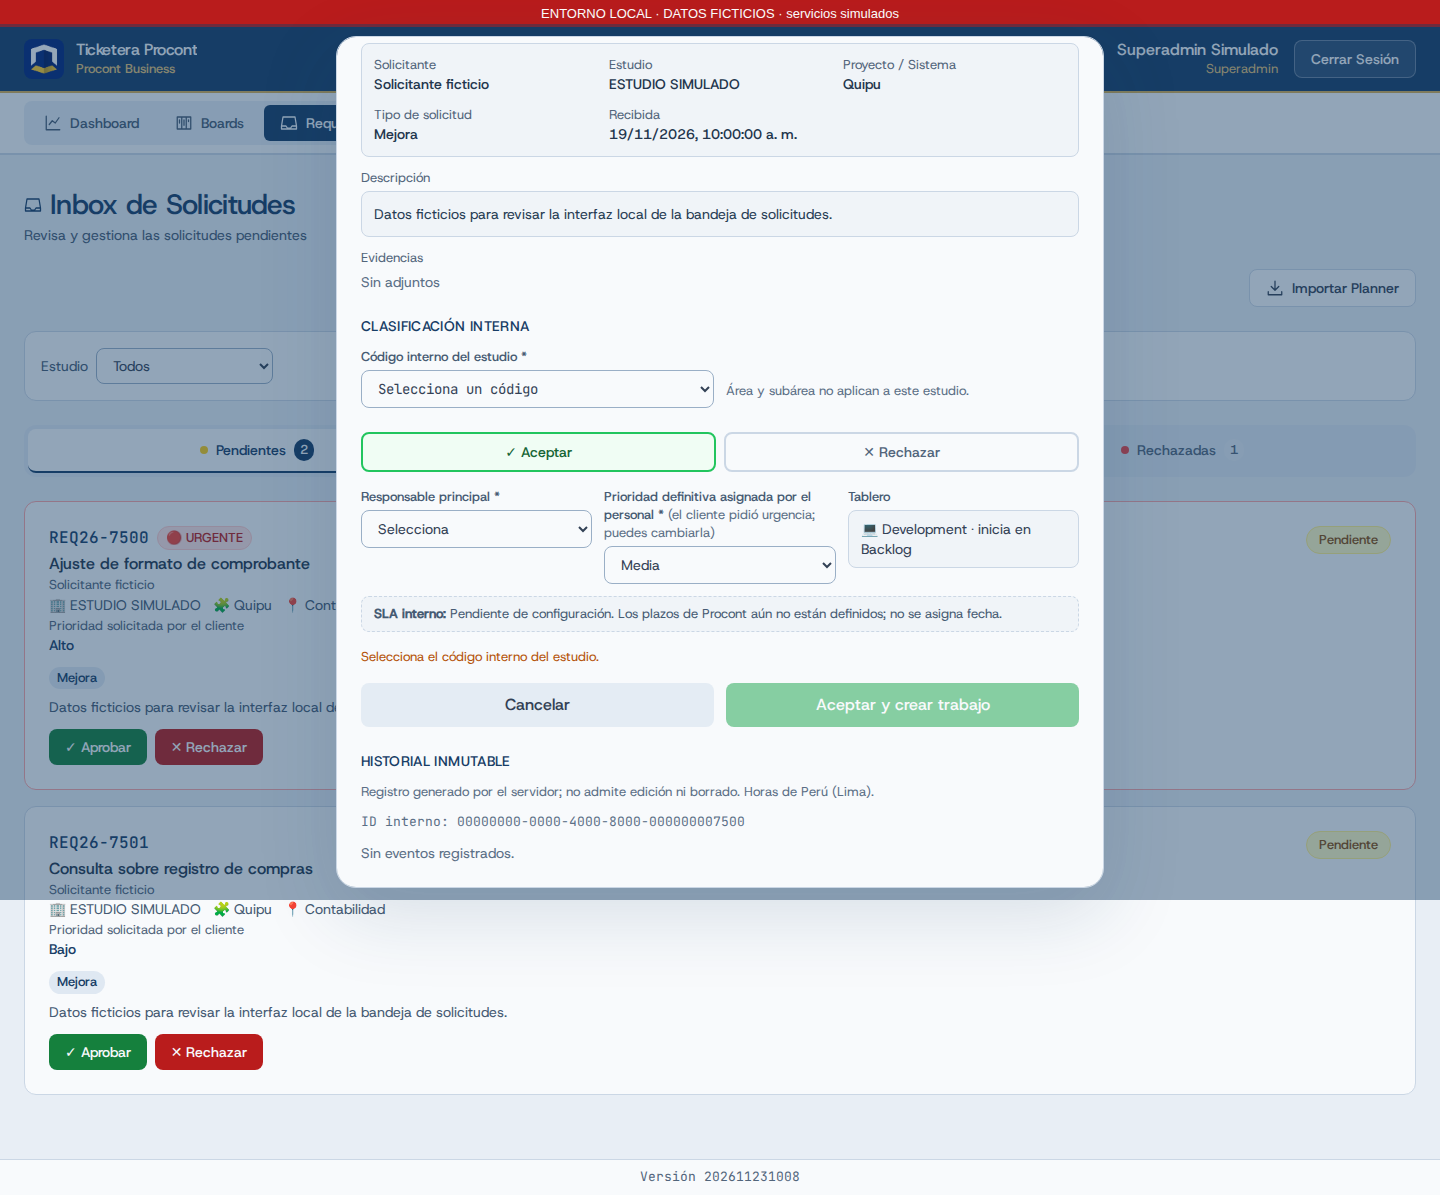 ENTORNO LOCAL · DATOS FICTICIOS · servicios simulados
Ticketera Procont
Procont Business
Superadmin Simulado
Superadmin
Cerrar Sesión
Dashboard
Boards
Requ
Inbox de Solicitudes
Revisa y gestiona las solicitudes pendientes
Importar Planner
Estudio
Todos
Pendientes 2
Rechazadas 1
REQ26-7500
URGENTE
Pendiente
Ajuste de formato de comprobante
Solicitante ficticio
ESTUDIO SIMULADO Quipu Cont
Prioridad solicitada por el cliente
Alto
Mejora
Datos ficticios para revisar la interfaz local de
✓ Aprobar
✕ Rechazar
REQ26-7501
Pendiente
Consulta sobre registro de compras
Solicitante ficticio
ESTUDIO SIMULADO Quipu Contabilidad
Prioridad solicitada por el cliente
Bajo
Mejora
Datos ficticios para revisar la interfaz local de la bandeja de solicitudes.
✓ Aprobar
✕ Rechazar
Solicitante
Solicitante ficticio
Estudio
ESTUDIO SIMULADO
Proyecto / Sistema
Quipu
Tipo de solicitud
Mejora
Recibida
19/11/2026, 10:00:00 a. m.
Descripción
Datos ficticios para revisar la interfaz local de la bandeja de solicitudes.
Evidencias
Sin adjuntos
CLASIFICACIÓN INTERNA
Código interno del estudio *
Selecciona un código
Área y subárea no aplican a este estudio.
✓ Aceptar
✕ Rechazar
Responsable principal *
Selecciona
Prioridad definitiva asignada por el
personal * (el cliente pidió urgencia;
puedes cambiarla)
Media
Tablero
Development · inicia en
Backlog
SLA interno: Pendiente de configuración. Los plazos de Procont aún no están definidos; no se asigna fecha.
Selecciona el código interno del estudio.
Cancelar
Aceptar y crear trabajo
HISTORIAL INMUTABLE
Registro generado por el servidor; no admite edición ni borrado. Horas de Perú (Lima).
ID interno: 00000000-0000-4000-8000-000000007500
Sin eventos registrados.
Versión 202611231008